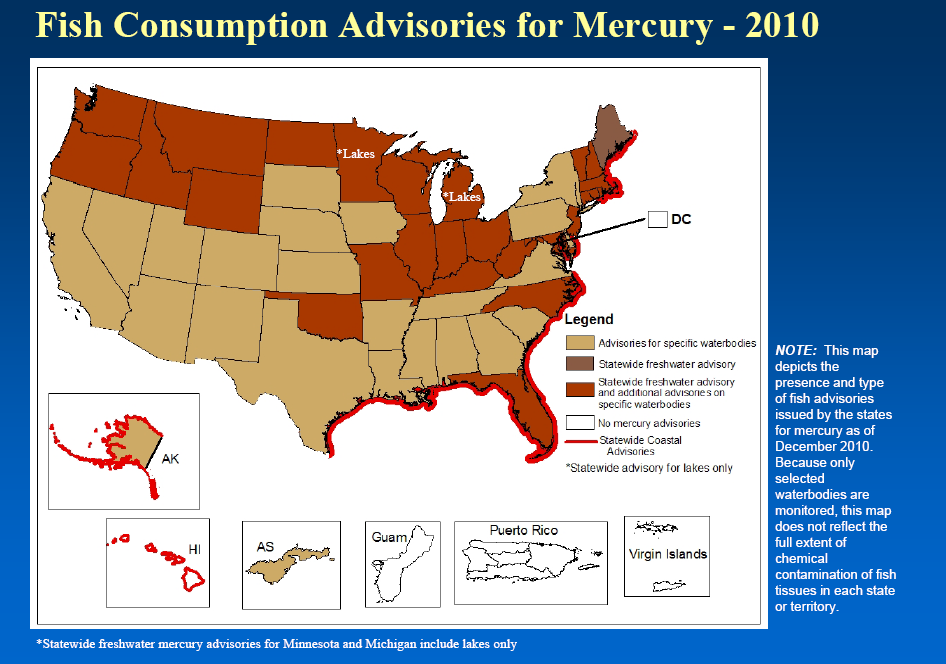 Fish Consumption Advisories for Mercury - 2010
*Lakes
*Lakes
DC
Legend
Advisories for specific waterbodies
Statewide freshwater advisory
Statewide freshwater advisory
and additional advisories on
specific waterbodies
No mercury advisories
Statewide Coastal
Advisories
*Statewide advisory for lakes only
NOTE: This map
depicts the
presence and type
of fish advisories
issued by the states
for mercury as of
December 2010.
Because only
selected
waterbodies are
monitored, this map
does not reflect the
full extent of
chemical
contamination of fish
tissues in each state
or territory.
AK
HI
AS
Guam
Puerto Rico
Virgin Islands
*Statewide freshwater mercury advisories for Minnesota and Michigan include lakes only